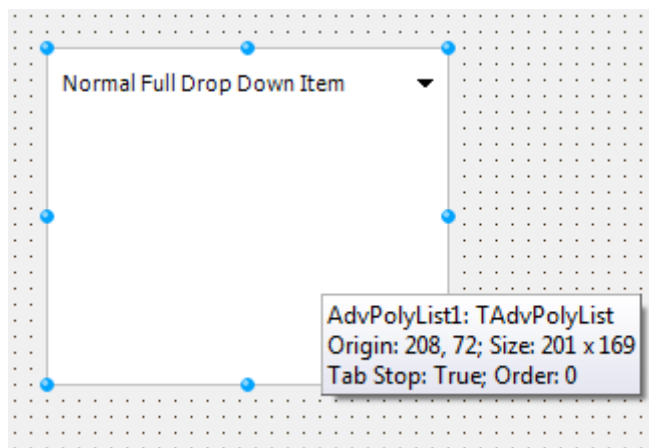 Normal Full Drop Down Item
AdvPolyList1: TAdvPolyList
Origin: 208, 72; Size: 201 x 169
Tab Stop: True; Order: 0